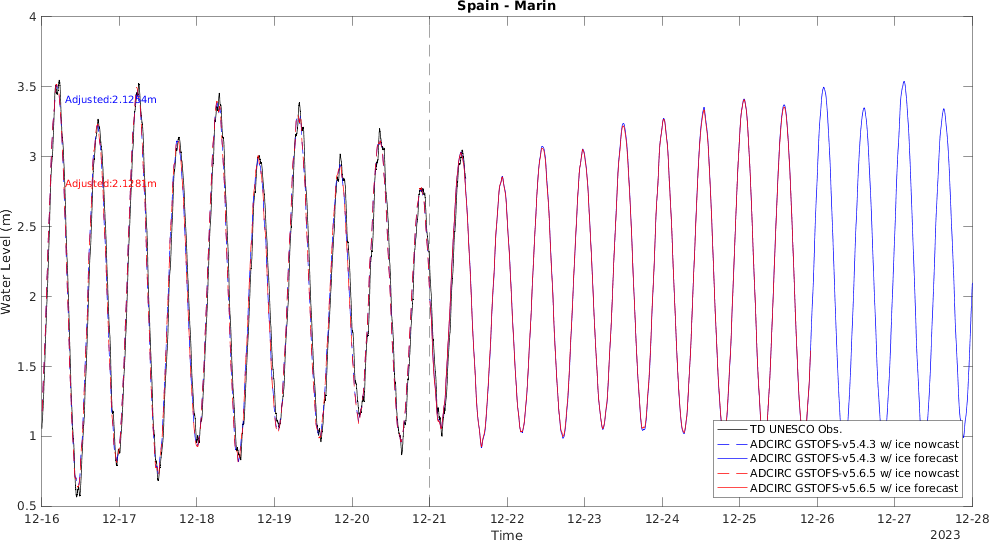 Spain - Marin
4
3.5
3
2.5
2
1.5
1
0.5
Water Level (m)
Adjusted:2.1264m
Adjusted:2.1281m
TD UNESCO Obs.
ADCIRC GSTOFS-v5.4.3 w/ ice nowcast
ADCIRC GSTOFS-v5.4.3 w/ ice forecast
ADCIRC GSTOFS-v5.6.5 w/ ice nowcast
ADCIRC GSTOFS-v5.6.5 w/ ice forecast
12-16 12-17 12-18 12-19 12-20 12-21 12-22 12-23 12-24 12-25 12-26 12-27 12-28
Time
2023